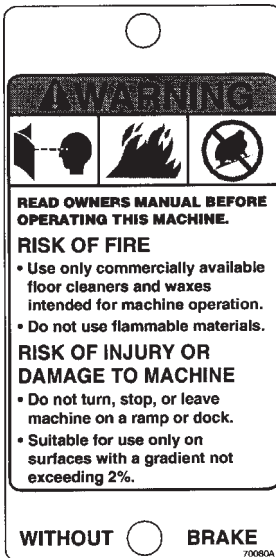 WARNING
READ OWNERS MANUAL BEFORE
OPERATING THIS MACHINE.
RISK OF FIRE
• Use only commercially available
floor cleaners and waxes
intended for machine operation.
• Do not use flammable materials.
RISK OF INJURY OR
DAMAGE TO MACHINE
• Do not turn, stop, or leave
machine on a ramp or dock.
• Suitable for use only on
surfaces with a gradient not
exceeding 2%.
WITHOUT BRAKE
70080A